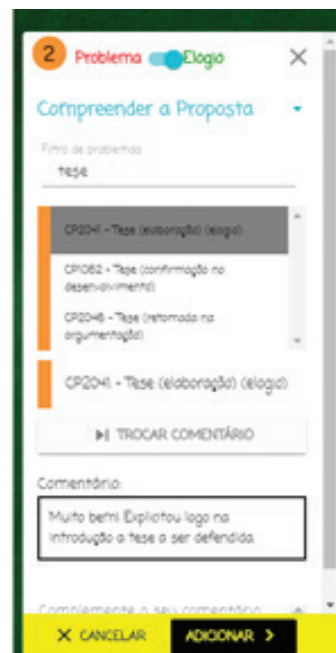 2 Problema Elogio
Compreender a Proposta
Filtro de problemas
tese
CP2041 - Tese (elaboração) (elogio)
CP1082 - Tese (confirmação no
desenvolvimento)
CP2046 - Tese (retomada na
argumentação)
CP2041 - Tese (elaboração) (elogio)
TROCAR COMENTÁRIO
Comentário:
Muito bem! Explicitou logo na
introdução a tese a ser defendida.
Complemente o seu comentário
CANCELAR ADICIONAR